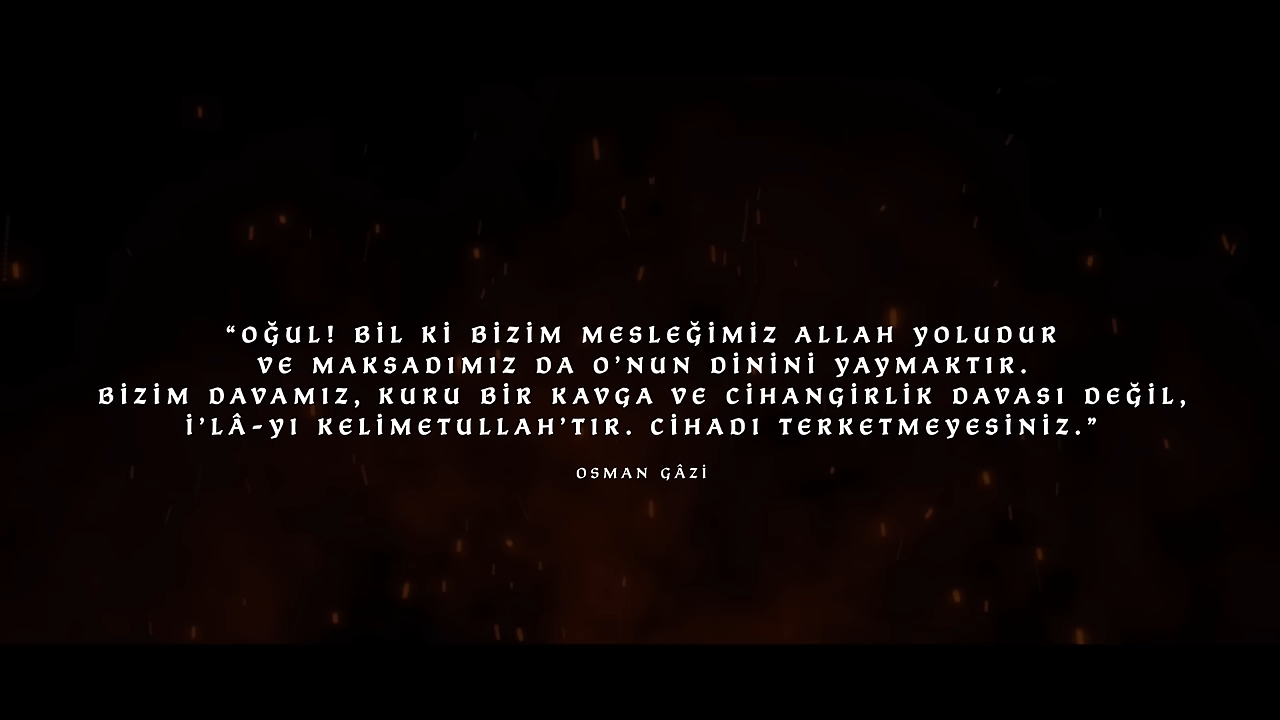 “OĞUL! BİL Kİ BİZİM MESLEĞİMİZ ALLAH YOLUDUR
VE MAKSADIMIZ DA O’NUN DİNİNİ YAYMAKTIR.
BİZİM DAVAMIZ, KURU BİR KAVGA VE CİHANGİRLİK DAVASI DEĞİL,
İ’LÂ-YI KELİMETULLAH’TIR. CİHADI TERKETMEYESİNİZ.”
OSMAN GÂZİ